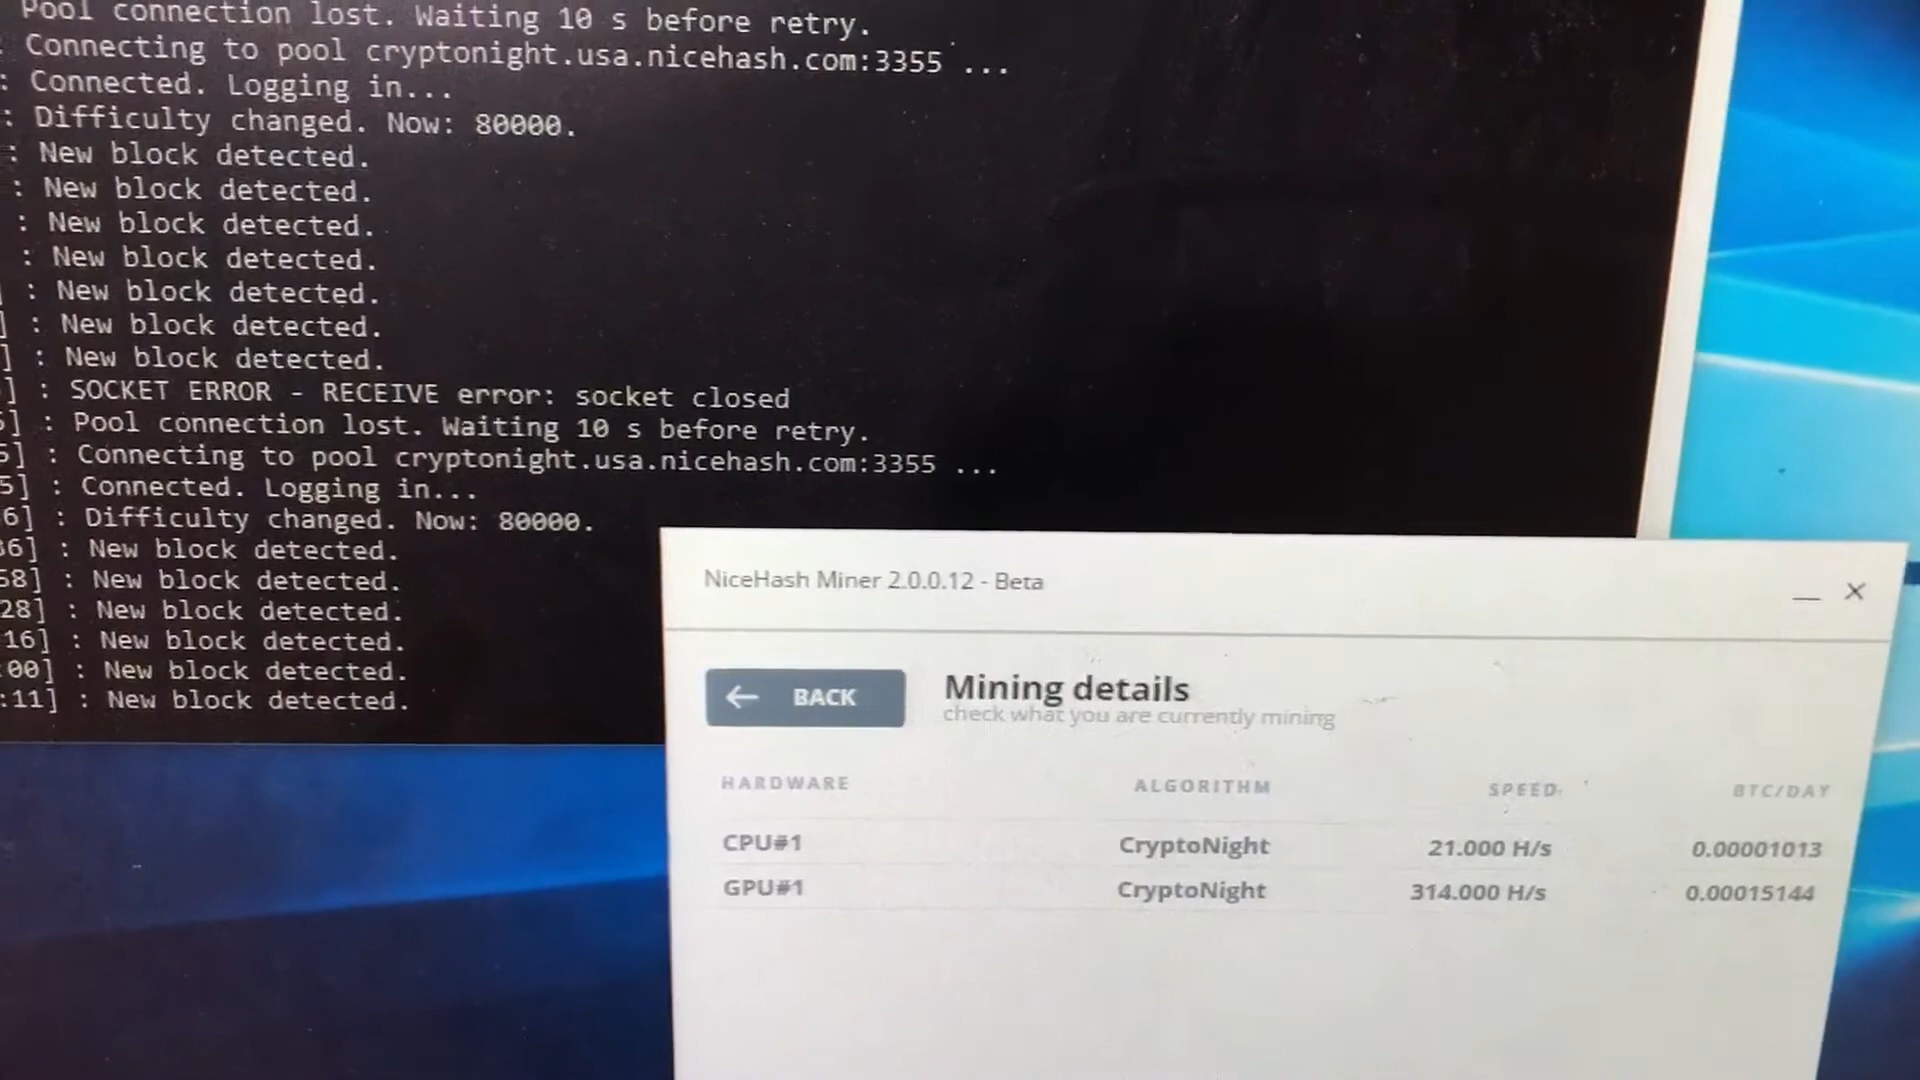 Pool connection lost. Waiting 10 s before retry.
: Connecting to pool cryptonight.usa.nicehash.com:3355 ...
: Connected. Logging in...
: Difficulty changed. Now: 80000.
: New block detected.
: New block detected.
: New block detected.
: New block detected.
] : New block detected.
] : New block detected.
] : New block detected.
] : SOCKET ERROR - RECEIVE error: socket closed
5] : Pool connection lost. Waiting 10 s before retry.
5] : Connecting to pool cryptonight.usa.nicehash.com:3355 ...
5] : Connected. Logging in...
6] : Difficulty changed. Now: 80000.
36] : New block detected.
58] : New block detected.
28] : New block detected.
16] : New block detected.
:00] : New block detected.
:11] : New block detected.
NiceHash Miner 2.0.0.12 - Beta
BACK
Mining details
check what you are currently mining
HARDWARE ALGORITHM SPEED BTC/DAY
CPU#1 CryptoNight 21.000 H/s 0.00001013
GPU#1 CryptoNight 314.000 H/s 0.00015144